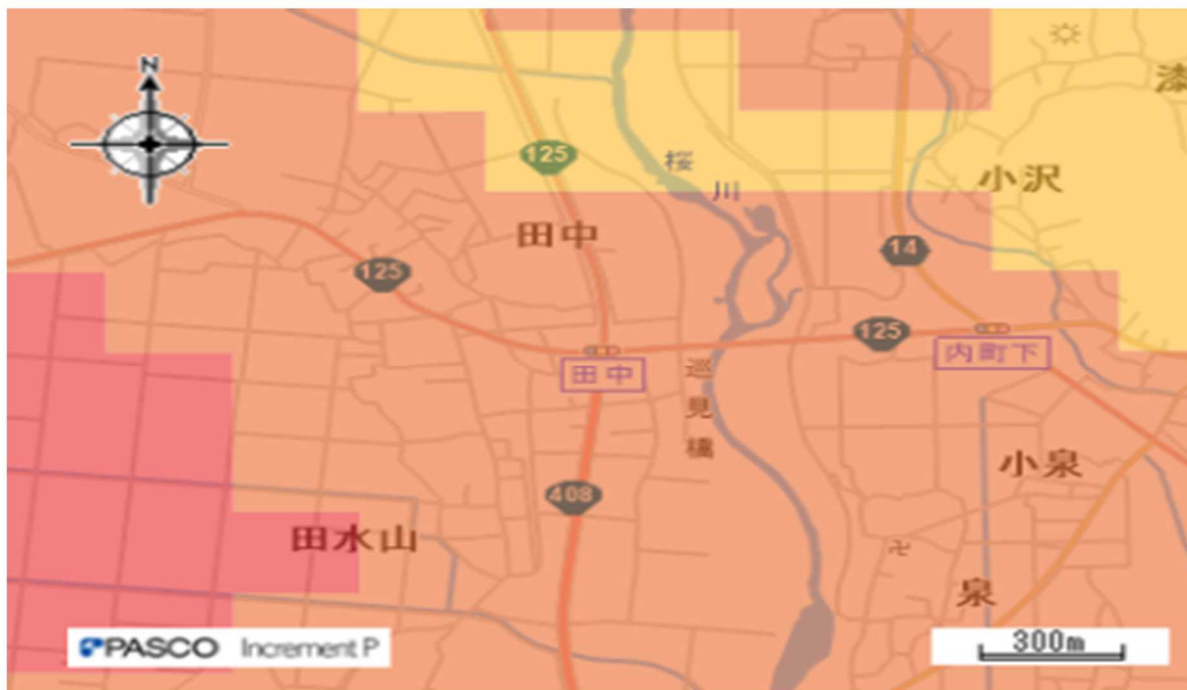 N
漆
125
桜
川
小沢
田中
14
125
125
田中
内町下
巡
見
橋
小泉
408
田水山
泉
PASCO Increment P
300m